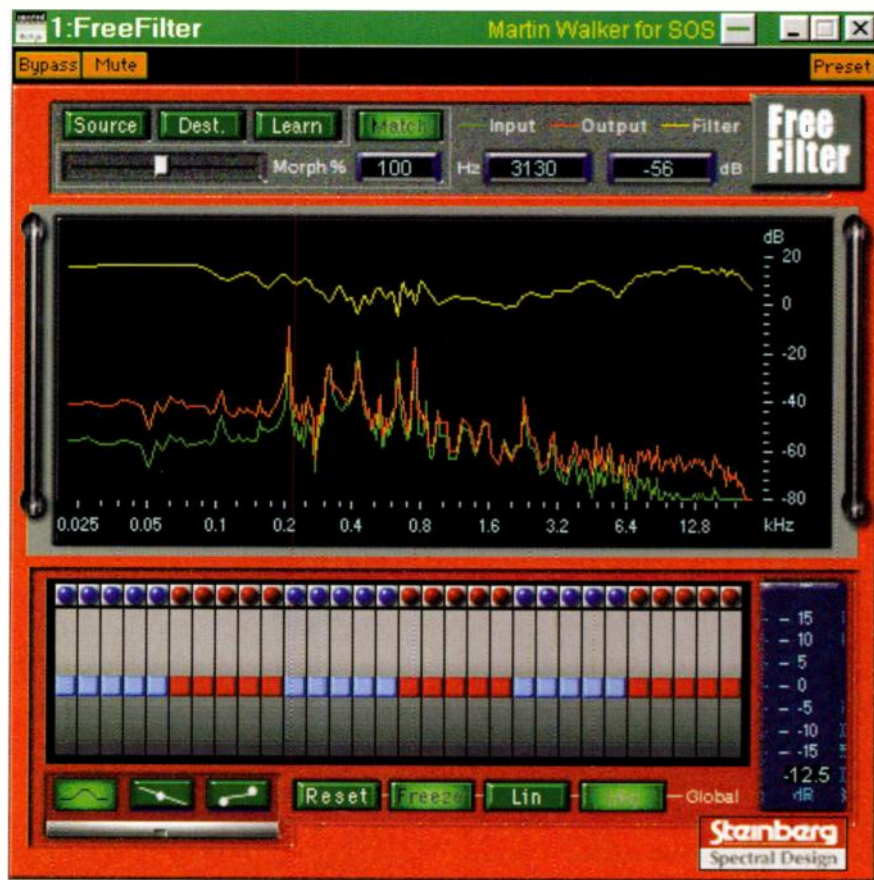 1:FreeFilter Martin Walker for SOS
Bypass Mute Preset
Source Dest. Learn Match Input Output Filter
Free Filter
Morph% 100 Hz 3130 -56 dB
dB
20
0
-20
-40
-60
-80
0.025 0.05 0.1 0.2 0.4 0.8 1.6 3.2 6.4 12.8 kHz
15
10
5
0
-5
-10
-15
-12.5
dB
Reset Freeze Lin Global
Steinberg
Spectral Design